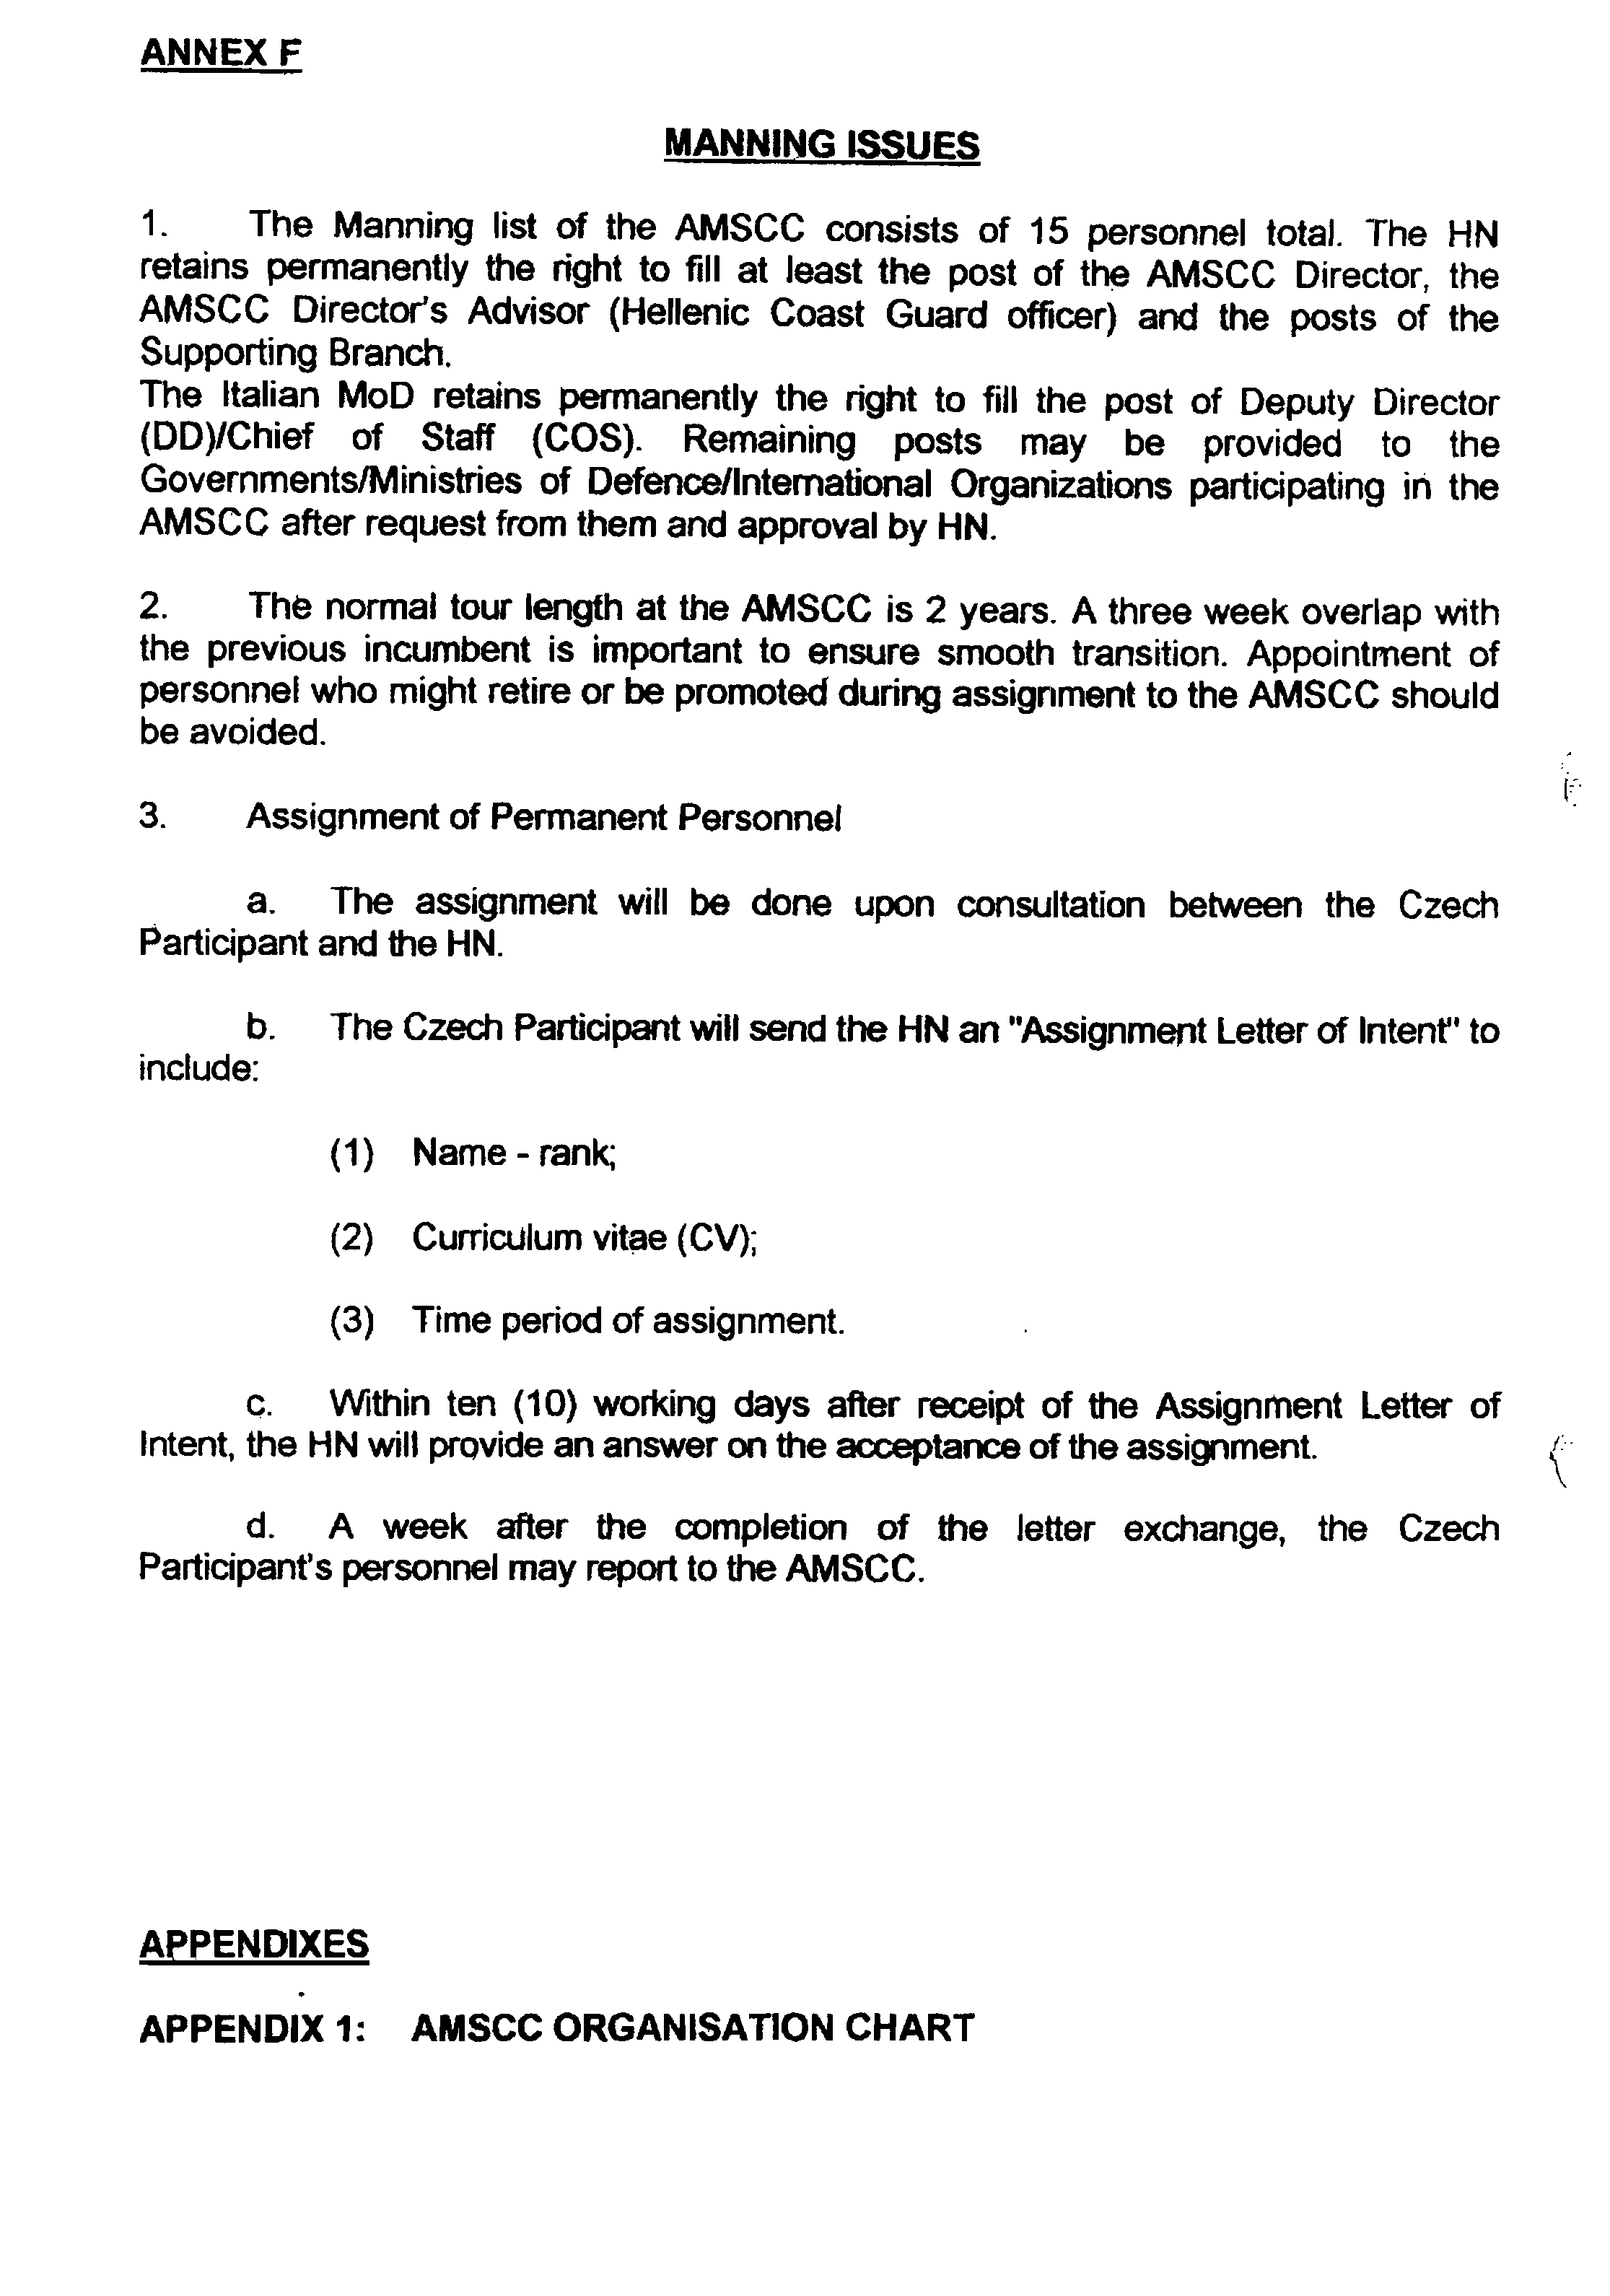 ANNEX F
MANNING ISSUES
1. The Manning list of the AMSCC consists of 15 personnel total. The HN
retains permanently the right to fill at least the post of the AMSCC Director, the
AMSCC Director's Advisor (Hellenic Coast Guard officer) and the posts of the
Supporting Branch.
The Italian MoD retains permanently the right to fill the post of Deputy Director
(DD)/Chief of Staff (COS). Remaining posts may be provided to the
Governments/Ministries of Defence/International Organizations participating in the
AMSCC after request from them and approval by HN.
2. The normal tour length at the AMSCC is 2 years. A three week overlap with
the previous incumbent is important to ensure smooth transition. Appointment of
personnel who might retire or be promoted during assignment to the AMSCC should
be avoided.
3. Assignment of Permanent Personnel
a. The assignment will be done upon consultation between the Czech
Participant and the HN.
b. The Czech Participant will send the HN an "Assignment Letter of Intent" to
include:
(1) Name - rank;
(2) Curriculum vitae (CV);
(3) Time period of assignment.
c. Within ten (10) working days after receipt of the Assignment Letter of
Intent, the HN will provide an answer on the acceptance of the assignment.
d. A week after the completion of the letter exchange, the Czech
Participant's personnel may report to the AMSCC.
APPENDIXES
APPENDIX 1: AMSCC ORGANISATION CHART